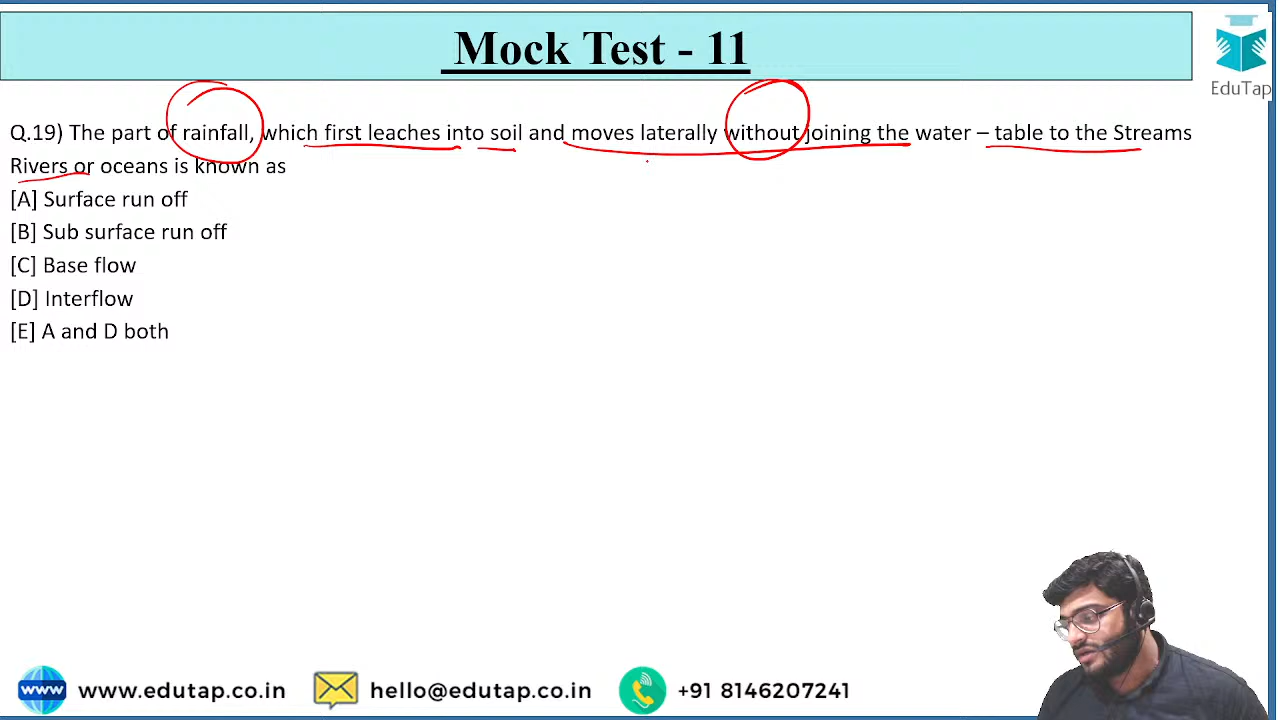 Mock Test - 11
EduTap
Q.19) The part of rainfall, which first leaches into soil and moves laterally without joining the water – table to the Streams
Rivers or oceans is known as
[A] Surface run off
[B] Sub surface run off
[C] Base flow
[D] Interflow
[E] A and D both
www www.edutap.co.in hello@edutap.co.in +91 8146207241